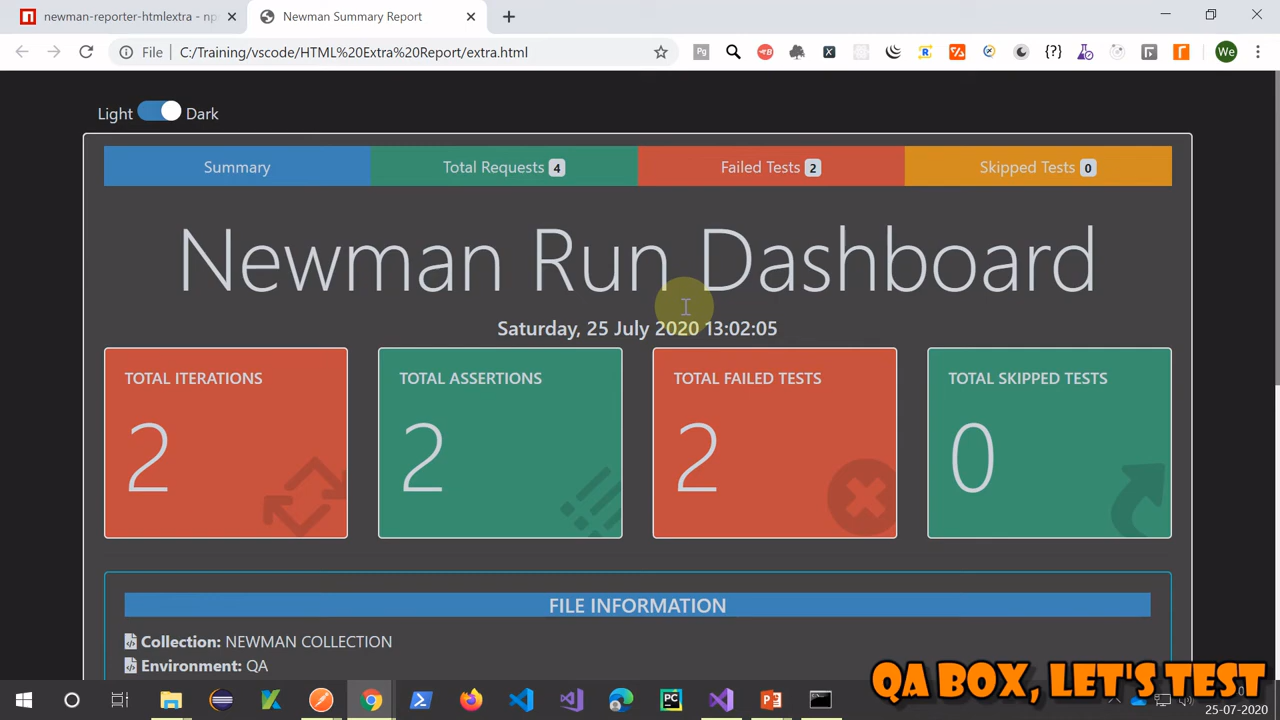 newman-reporter-htmlextra - np
Newman Summary Report
File
C:/Training/vscode/HTML%20Extra%20Report/extra.html
Pg
X
R
{?}
We
Light
Dark
Summary
Total Requests 4
Failed Tests 2
Skipped Tests 0
Newman Run Dashboard
Saturday, 25 July 2020 13:02:05
TOTAL ITERATIONS
2
TOTAL ASSERTIONS
2
TOTAL FAILED TESTS
2
TOTAL SKIPPED TESTS
0
FILE INFORMATION
Collection: NEWMAN COLLECTION
Environment: QA
QA BOX, LET'S TEST
PC
25-07-2020